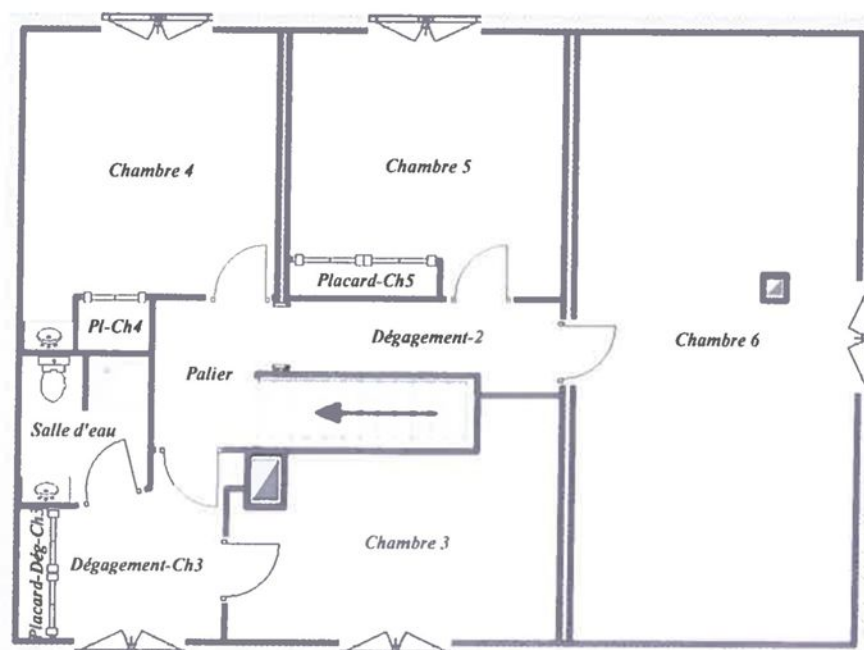 Chambre 4
Chambre 5
Placard-Ch5
Pl-Ch4
Dégagement-2
Chambre 6
Palier
Salle d'eau
Chambre 3
Dégagement-Ch3
Placard-Dég-Ch3